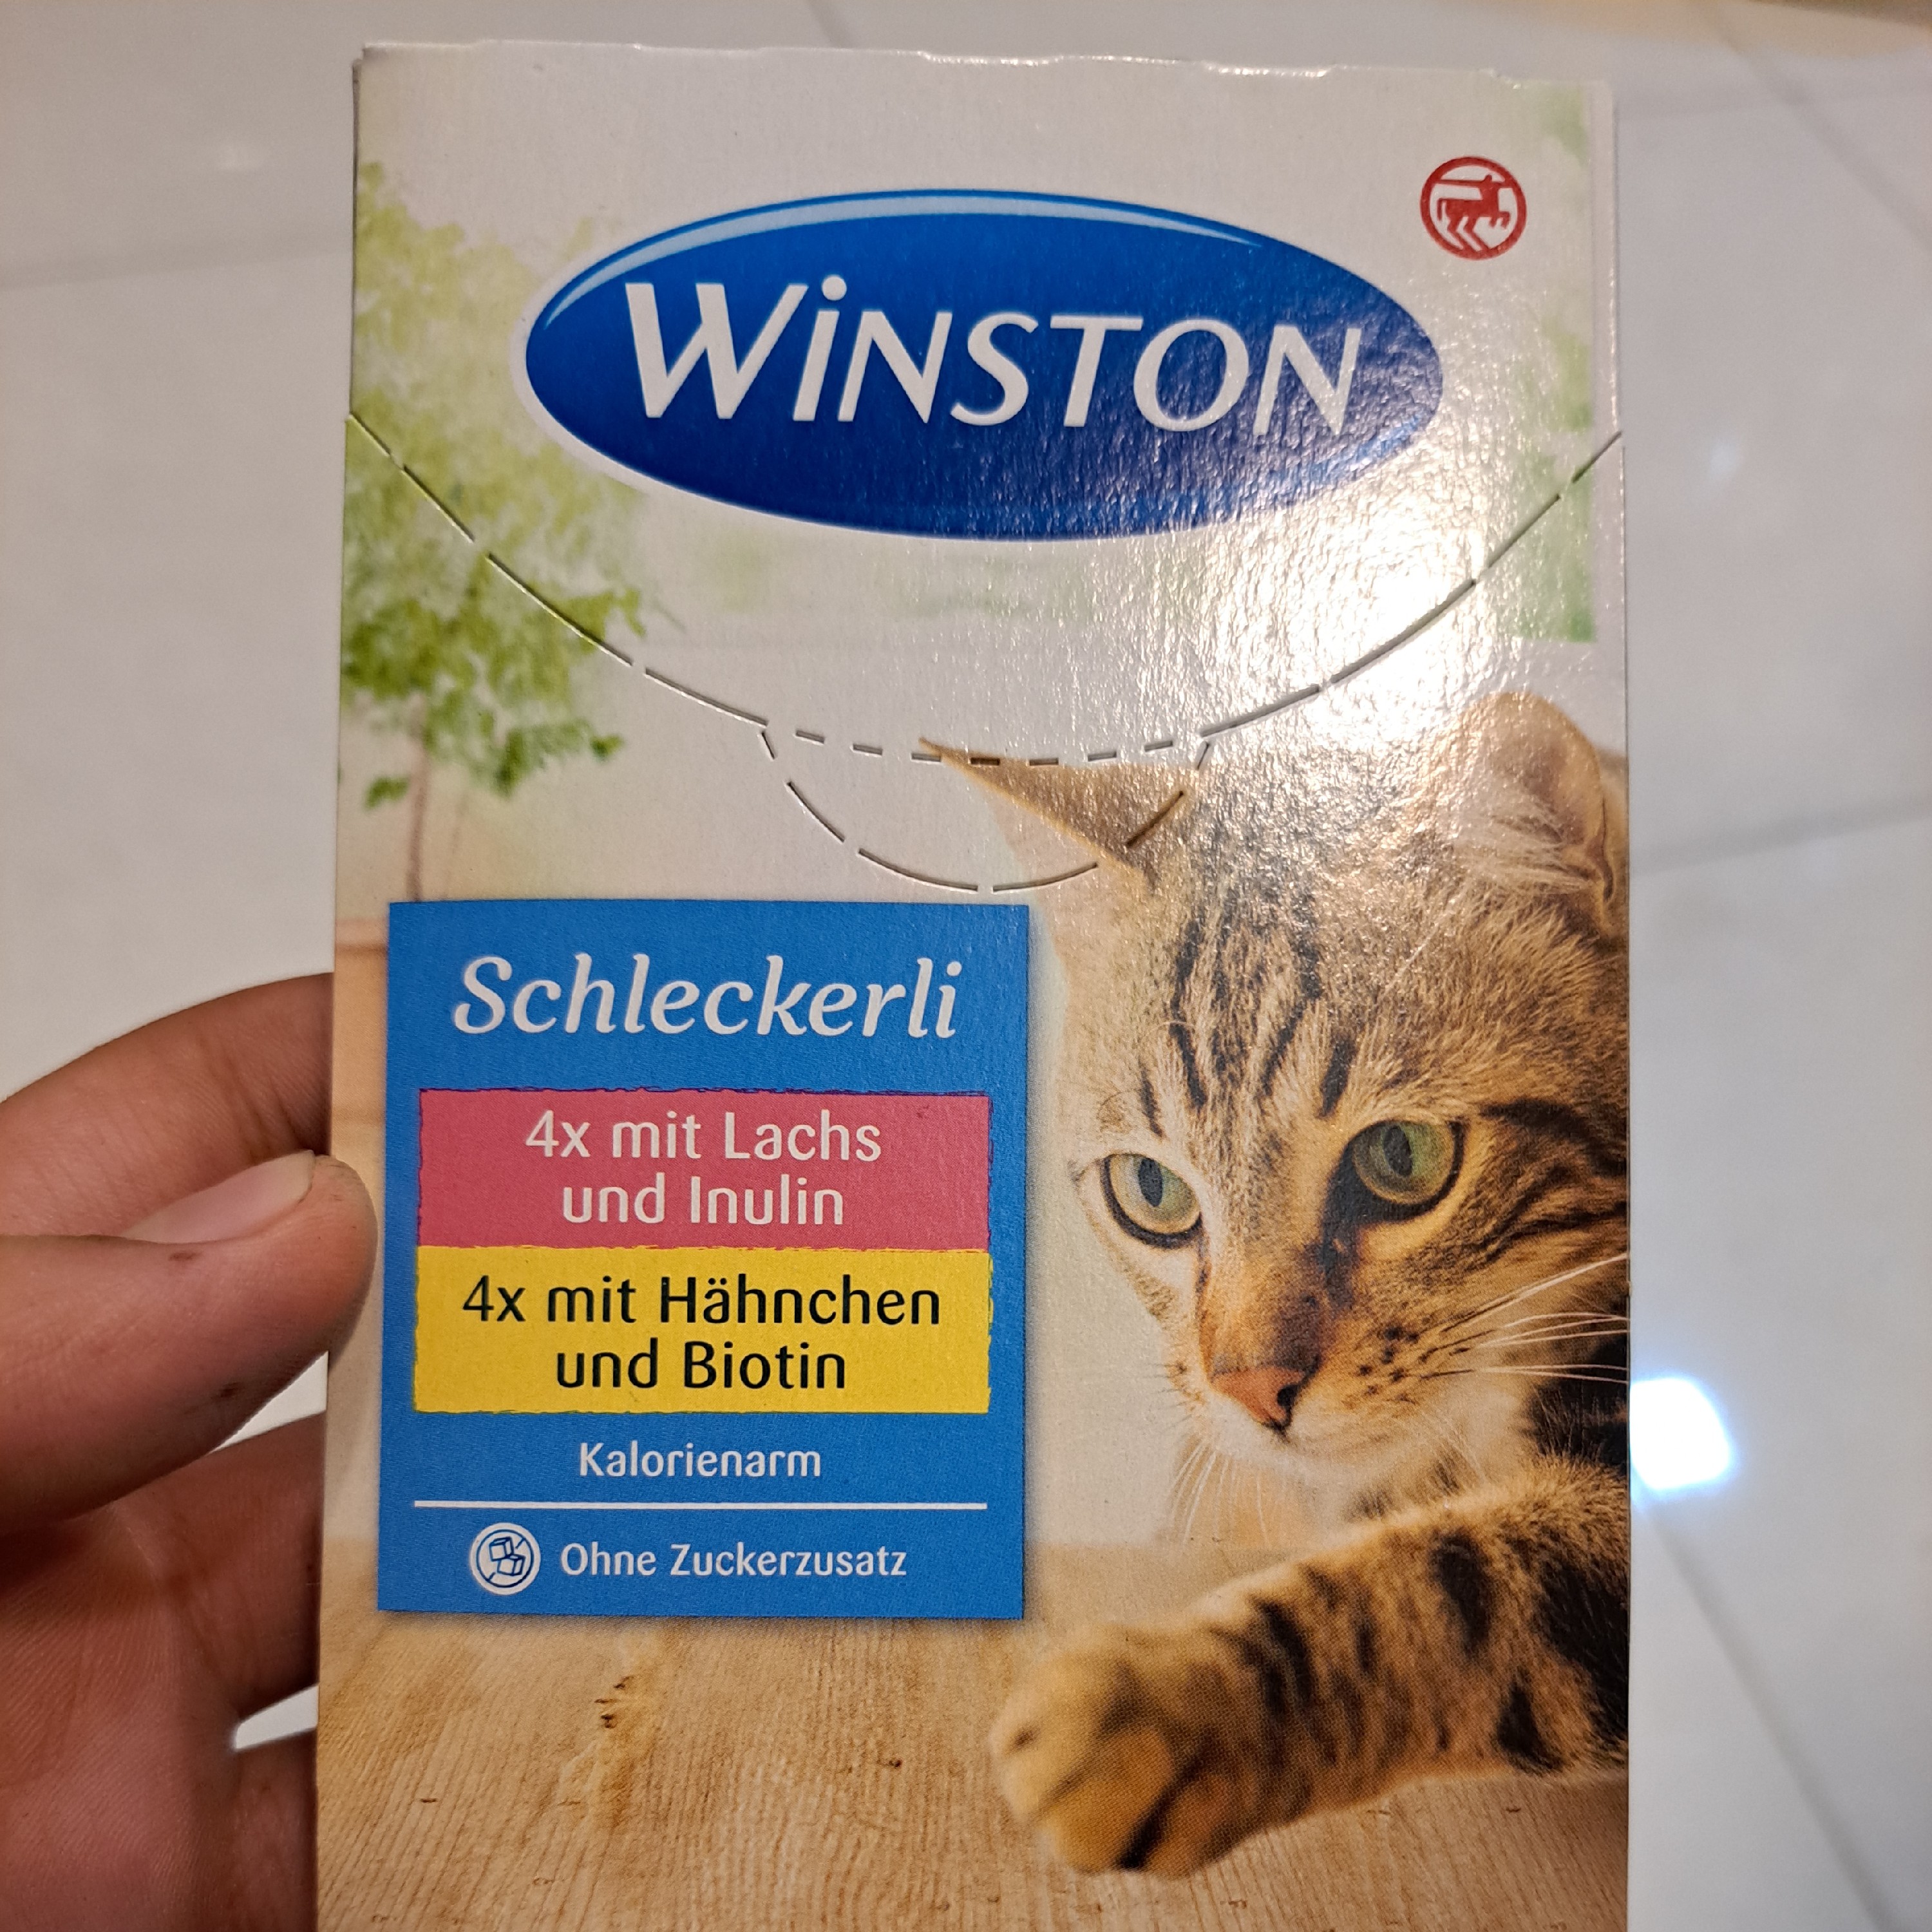 WiNSTON
Schleckerli
4x mit Lachs
und Inulin
4x mit Hähnchen
und Biotin
Kalorienarm
Ohne Zuckerzusatz